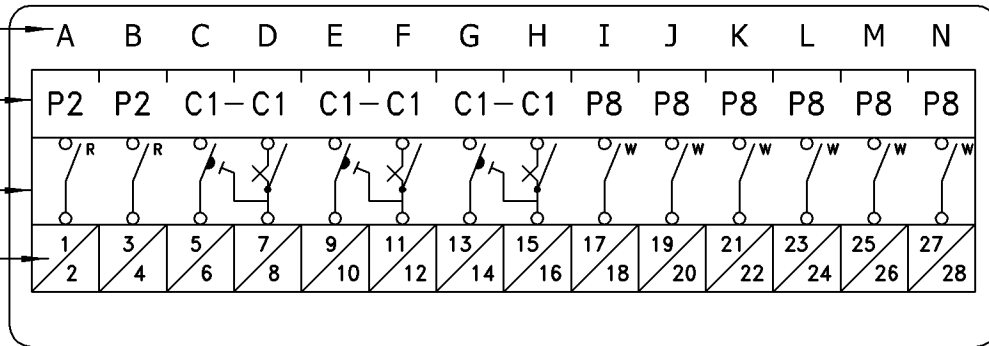 A B C D E F G H I J K L M N
P2 P2 C1-C1 C1-C1 C1-C1 P8 P8 P8 P8 P8 P8
R R W W W W W W
1 3 5 7 9 11 13 15 17 19 21 23 25 27
2 4 6 8 10 12 14 16 18 20 22 24 26 28